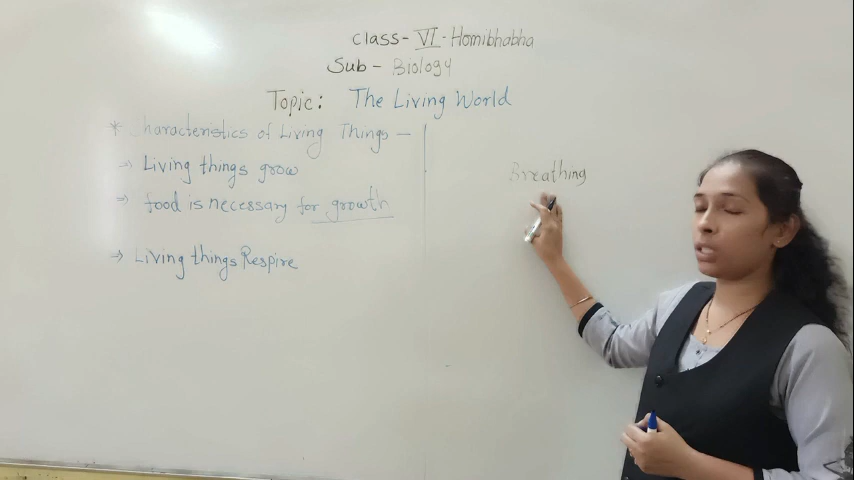 Class - VI - Homibhabha
Sub - Biology
Topic: The Living World
* Characteristics of Living Things —
→ Living things grow
→ food is necessary for growth
→ Living things Respire
Breathing